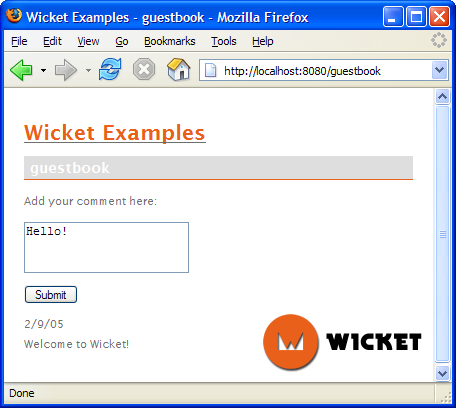 Wicket Examples - guestbook - Mozilla Firefox
File Edit View Go Bookmarks Tools Help
http://localhost:8080/guestbook
Wicket Examples
guestbook
Add your comment here:
Hello!
Submit
2/9/05
Welcome to Wicket!
W WICKET
Done